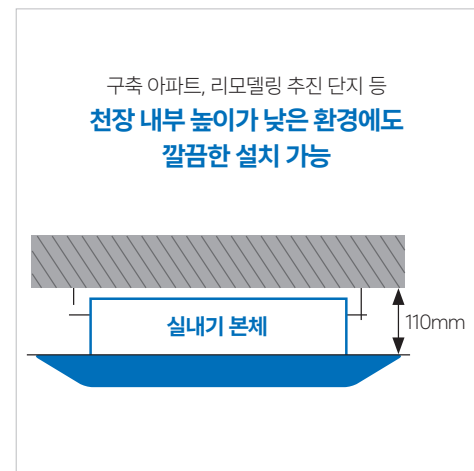 구축 아파트, 리모델링 추진 단지 등
천장 내부 높이가 낮은 환경에도
깔끔한 설치 가능
실내기 본체
110mm